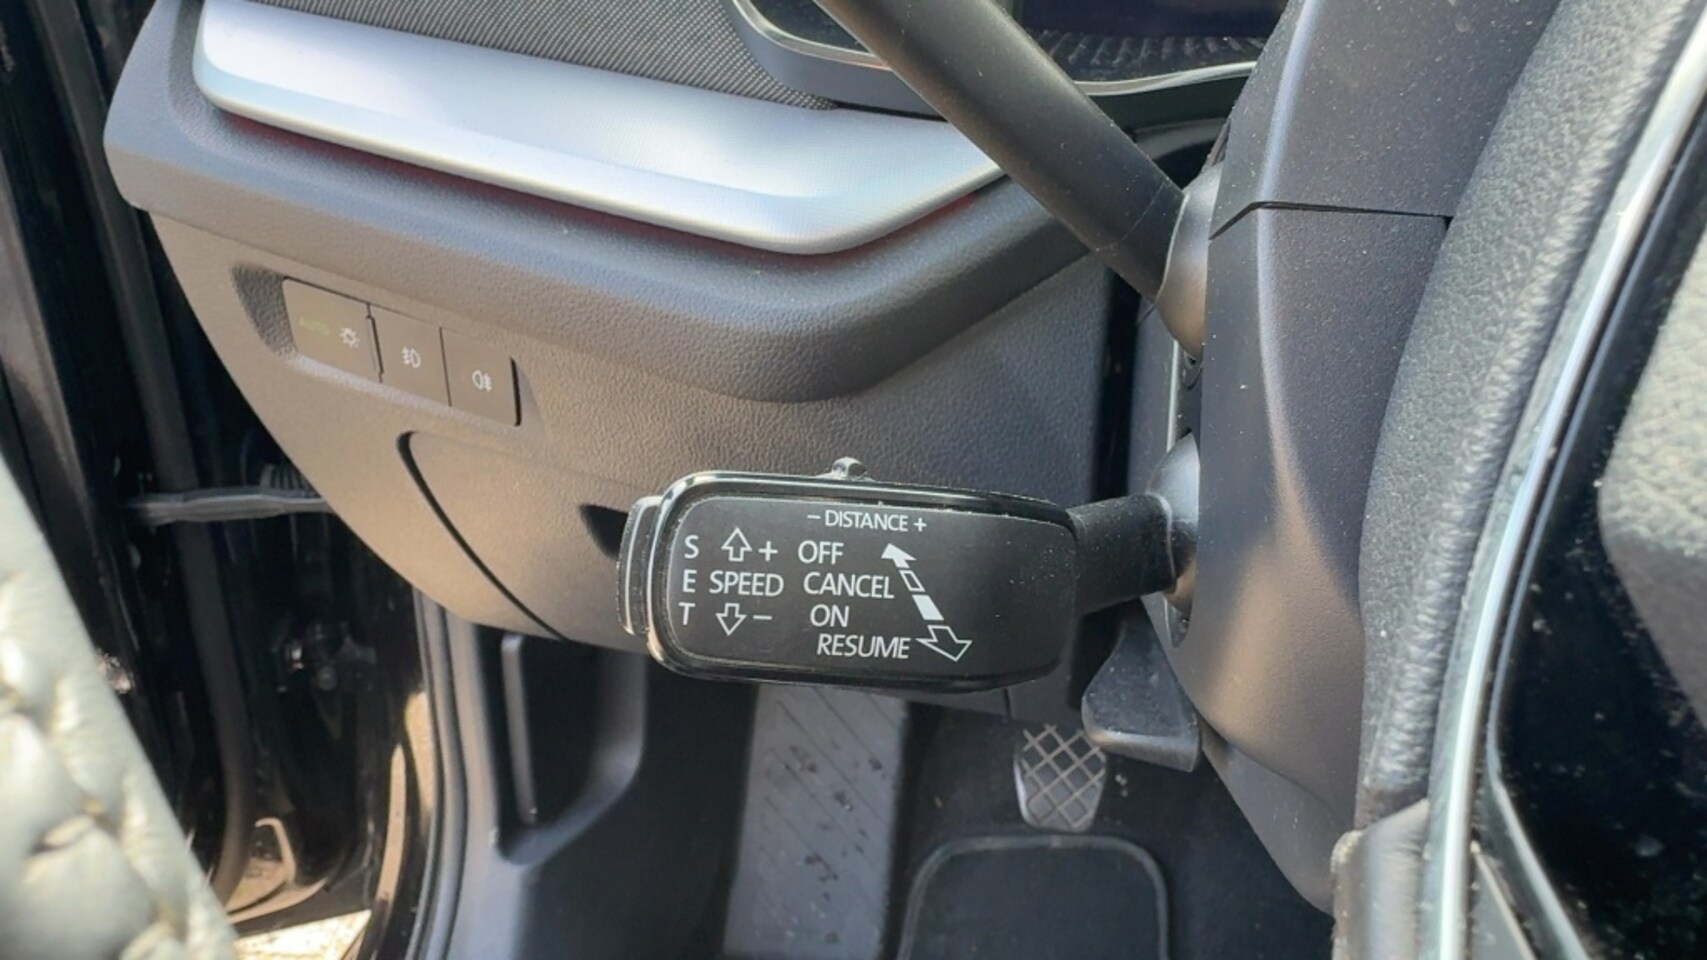 AUTO
– DISTANCE +
S + OFF
E SPEED CANCEL
T – ON
RESUME